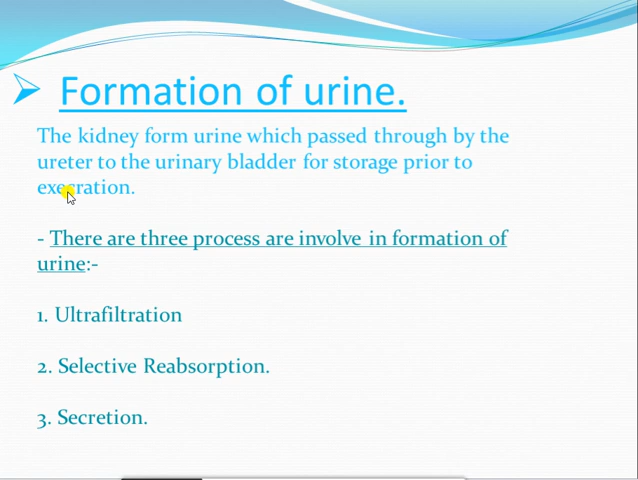 Formation of urine.
The kidney form urine which passed through by the
ureter to the urinary bladder for storage prior to
execration.
- There are three process are involve in formation of
urine:-
1. Ultrafiltration
2. Selective Reabsorption.
3. Secretion.